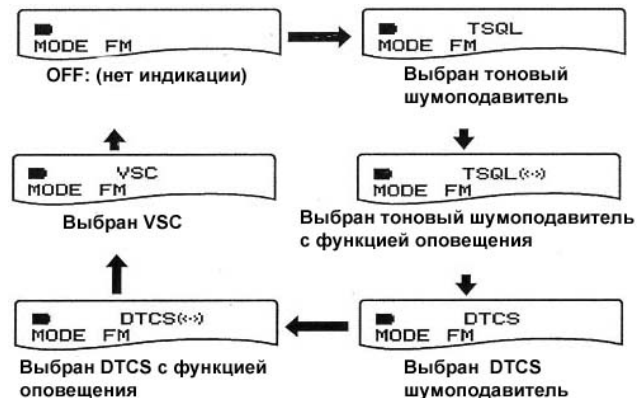 MODE FM
OFF: (нет индикации)
TSQL
MODE FM
Выбран тоновый
шумоподавитель
VSC
MODE FM
Выбран VSC
TSQL((·))
MODE FM
Выбран тоновый шумоподавитель
с функцией оповещения
DTCS((·))
MODE FM
Выбран DTCS с функцией
оповещения
DTCS
MODE FM
Выбран DTCS
шумоподавитель